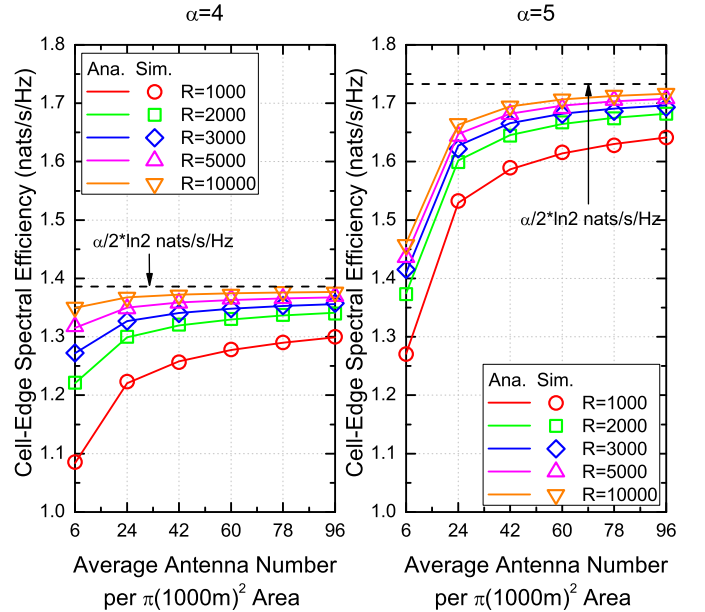 α=4
Cell-Edge Spectral Efficiency (nats/s/Hz)
1.8
1.7
1.6
1.5
1.4
1.3
1.2
1.1
1.0
Ana. Sim.
R=1000
R=2000
R=3000
R=5000
R=10000
α/2*ln2 nats/s/Hz
6 24 42 60 78 96
Average Antenna Number
per π(1000m)² Area
α=5
Cell-Edge Spectral Efficiency (nats/s/Hz)
1.8
1.7
1.6
1.5
1.4
1.3
1.2
1.1
1.0
α/2*ln2 nats/s/Hz
Ana. Sim.
R=1000
R=2000
R=3000
R=5000
R=10000
6 24 42 60 78 96
Average Antenna Number
per π(1000m)² Area